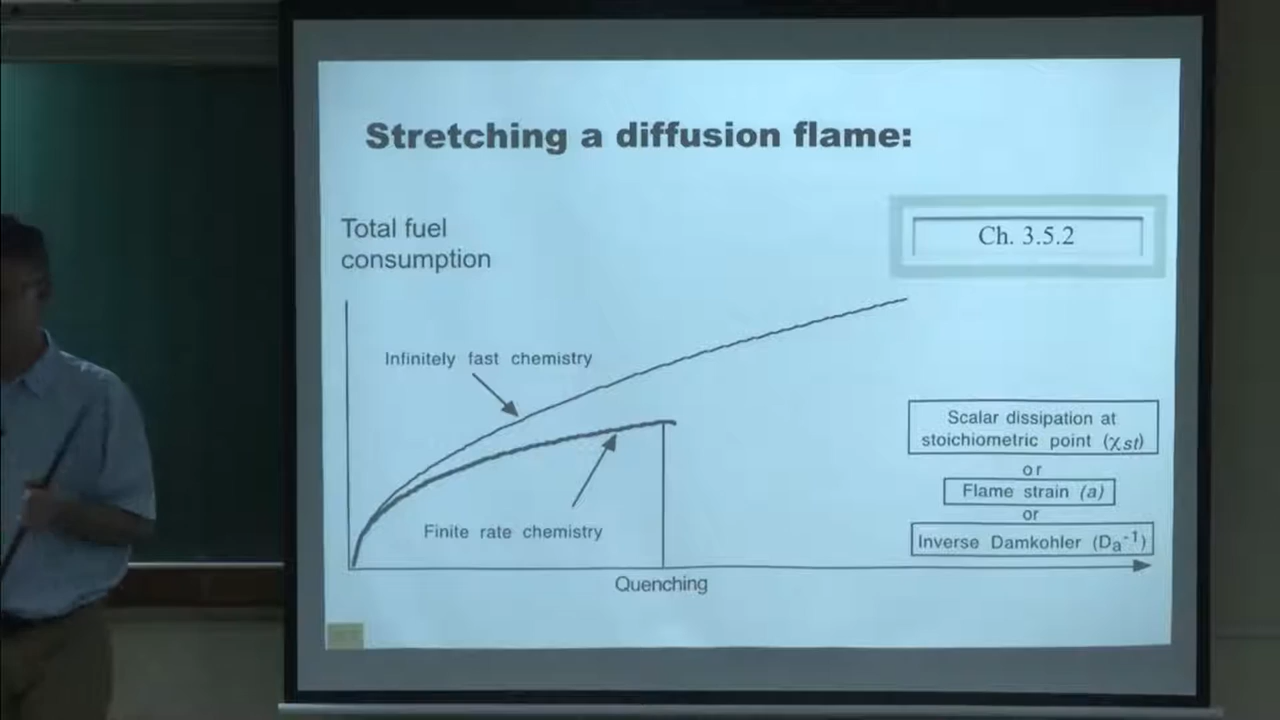 Stretching a diffusion flame:
Total fuel
consumption
Ch. 3.5.2
Infinitely fast chemistry
Finite rate chemistry
Quenching
Scalar dissipation at
stoichiometric point (χst)
or
Flame strain (a)
or
Inverse Damkohler (Da⁻¹)